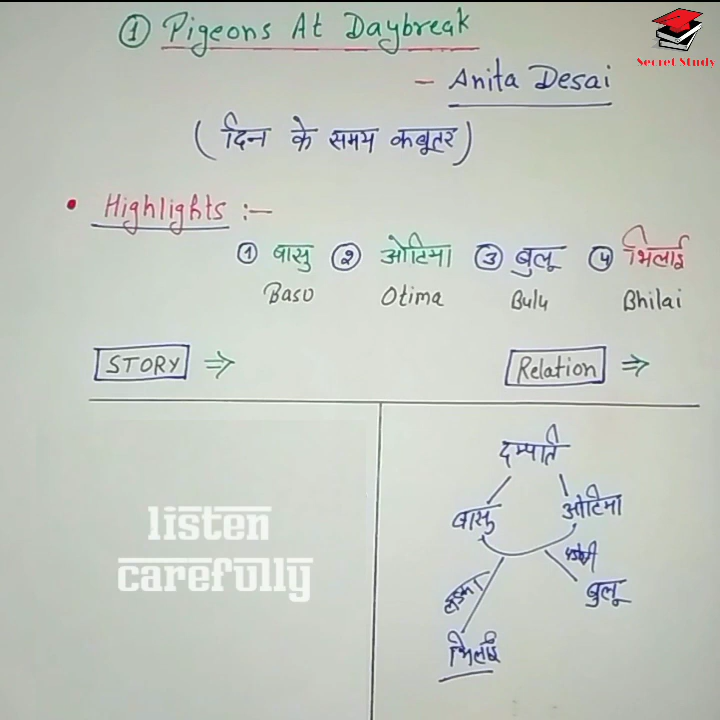 ① Pigeons At Daybreak
Secret Study
- Anita Desai
(दिन के समय कबूतर)
• Highlights :-
① बासु ② ओटिमा ③ बुलू ④ भिलाई
Basu Otima Bulu Bhilai
STORY ⇒ Relation ⇒
दम्पति
बासु ओटिमा
listen
carefully
बुलू
भिलाई